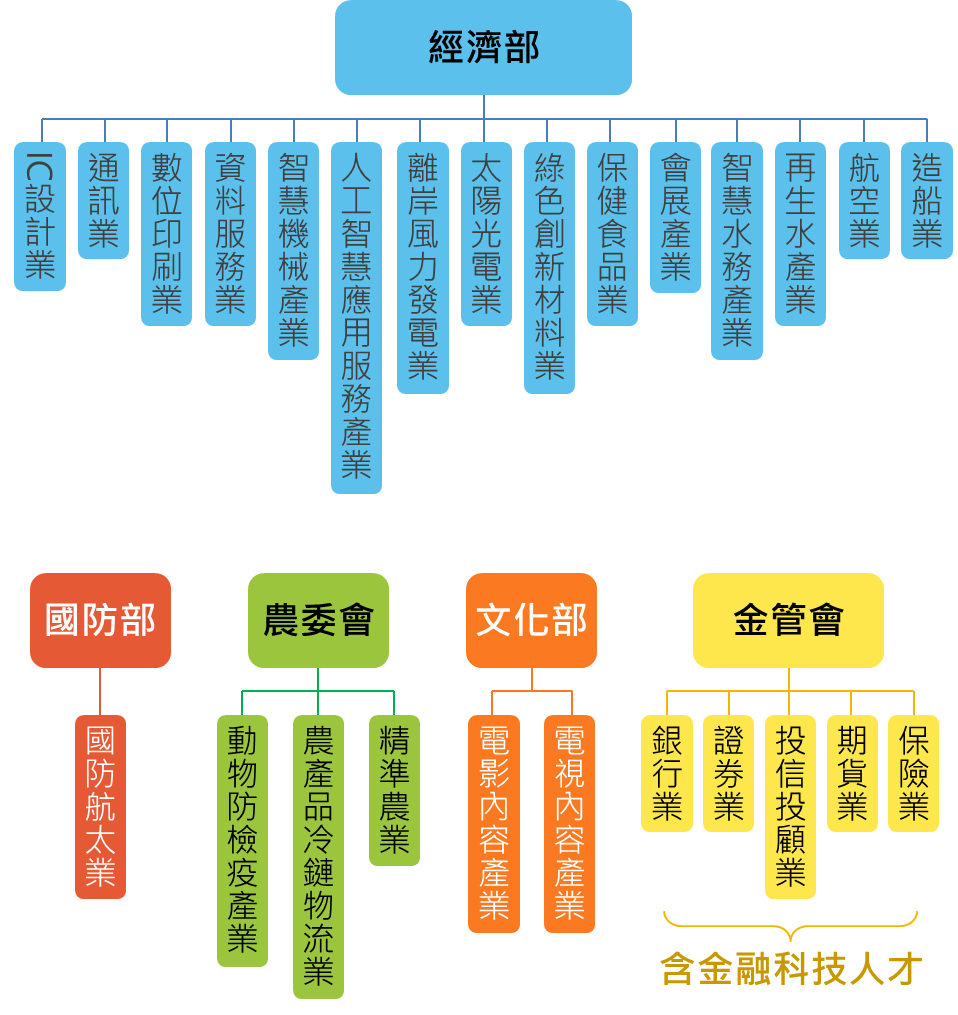 經濟部
IC設計業
通訊業
數位印刷業
資料服務業
智慧機械產業
人工智慧應用服務產業
離岸風力發電業
太陽光電業
綠色創新材料業
保健食品業
會展產業
智慧水務產業
再生水產業
航空業
造船業
國防部
國防航太業
農委會
動物防檢疫產業
農產品冷鏈物流業
精準農業
文化部
電影內容產業
電視內容產業
金管會
銀行業
證券業
投信投顧業
期貨業
保險業
含金融科技人才